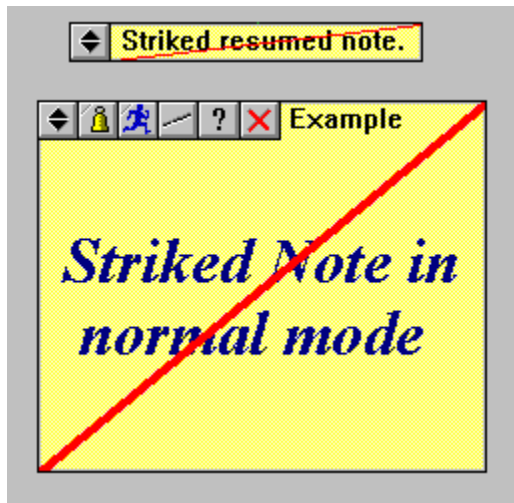 Striked resumed note.
? Example
Striked Note in
normal mode